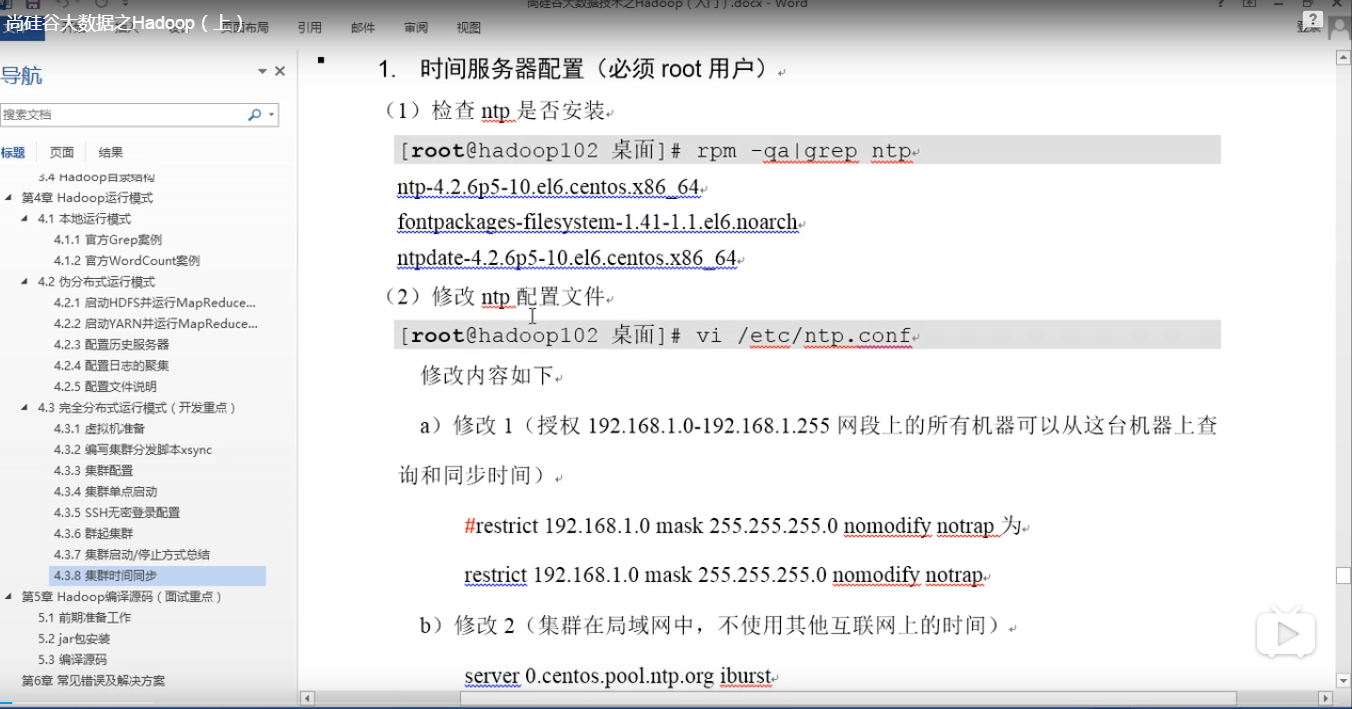 尚硅谷大数据技术之Hadoop（入门）.docx - Word
尚硅谷大数据之Hadoop（上）
页面布局 引用 邮件 审阅 视图
导航
搜索文档
标题 页面 结果
3.4 Hadoop目录结构
第4章 Hadoop运行模式
4.1 本地运行模式
4.1.1 官方Grep案例
4.1.2 官方WordCount案例
4.2 伪分布式运行模式
4.2.1 启动HDFS并运行MapReduce...
4.2.2 启动YARN并运行MapReduce...
4.2.3 配置历史服务器
4.2.4 配置日志的聚集
4.2.5 配置文件说明
4.3 完全分布式运行模式（开发重点）
4.3.1 虚拟机准备
4.3.2 编写集群分发脚本xsync
4.3.3 集群配置
4.3.4 集群单点启动
4.3.5 SSH无密登录配置
4.3.6 群起集群
4.3.7 集群启动/停止方式总结
4.3.8 集群时间同步
第5章 Hadoop编译源码（面试重点）
5.1 前期准备工作
5.2 jar包安装
5.3 编译源码
第6章 常见错误及解决方案
1. 时间服务器配置（必须 root 用户）
（1）检查 ntp 是否安装
[root@hadoop102 桌面]# rpm -qa|grep ntp
ntp-4.2.6p5-10.el6.centos.x86_64
fontpackages-filesystem-1.41-1.1.el6.noarch
ntpdate-4.2.6p5-10.el6.centos.x86_64
（2）修改 ntp 配置文件
[root@hadoop102 桌面]# vi /etc/ntp.conf
修改内容如下
a）修改 1（授权 192.168.1.0-192.168.1.255 网段上的所有机器可以从这台机器上查
询和同步时间）
#restrict 192.168.1.0 mask 255.255.255.0 nomodify notrap 为
restrict 192.168.1.0 mask 255.255.255.0 nomodify notrap
b）修改 2（集群在局域网中，不使用其他互联网上的时间）
server 0.centos.pool.ntp.org iburst